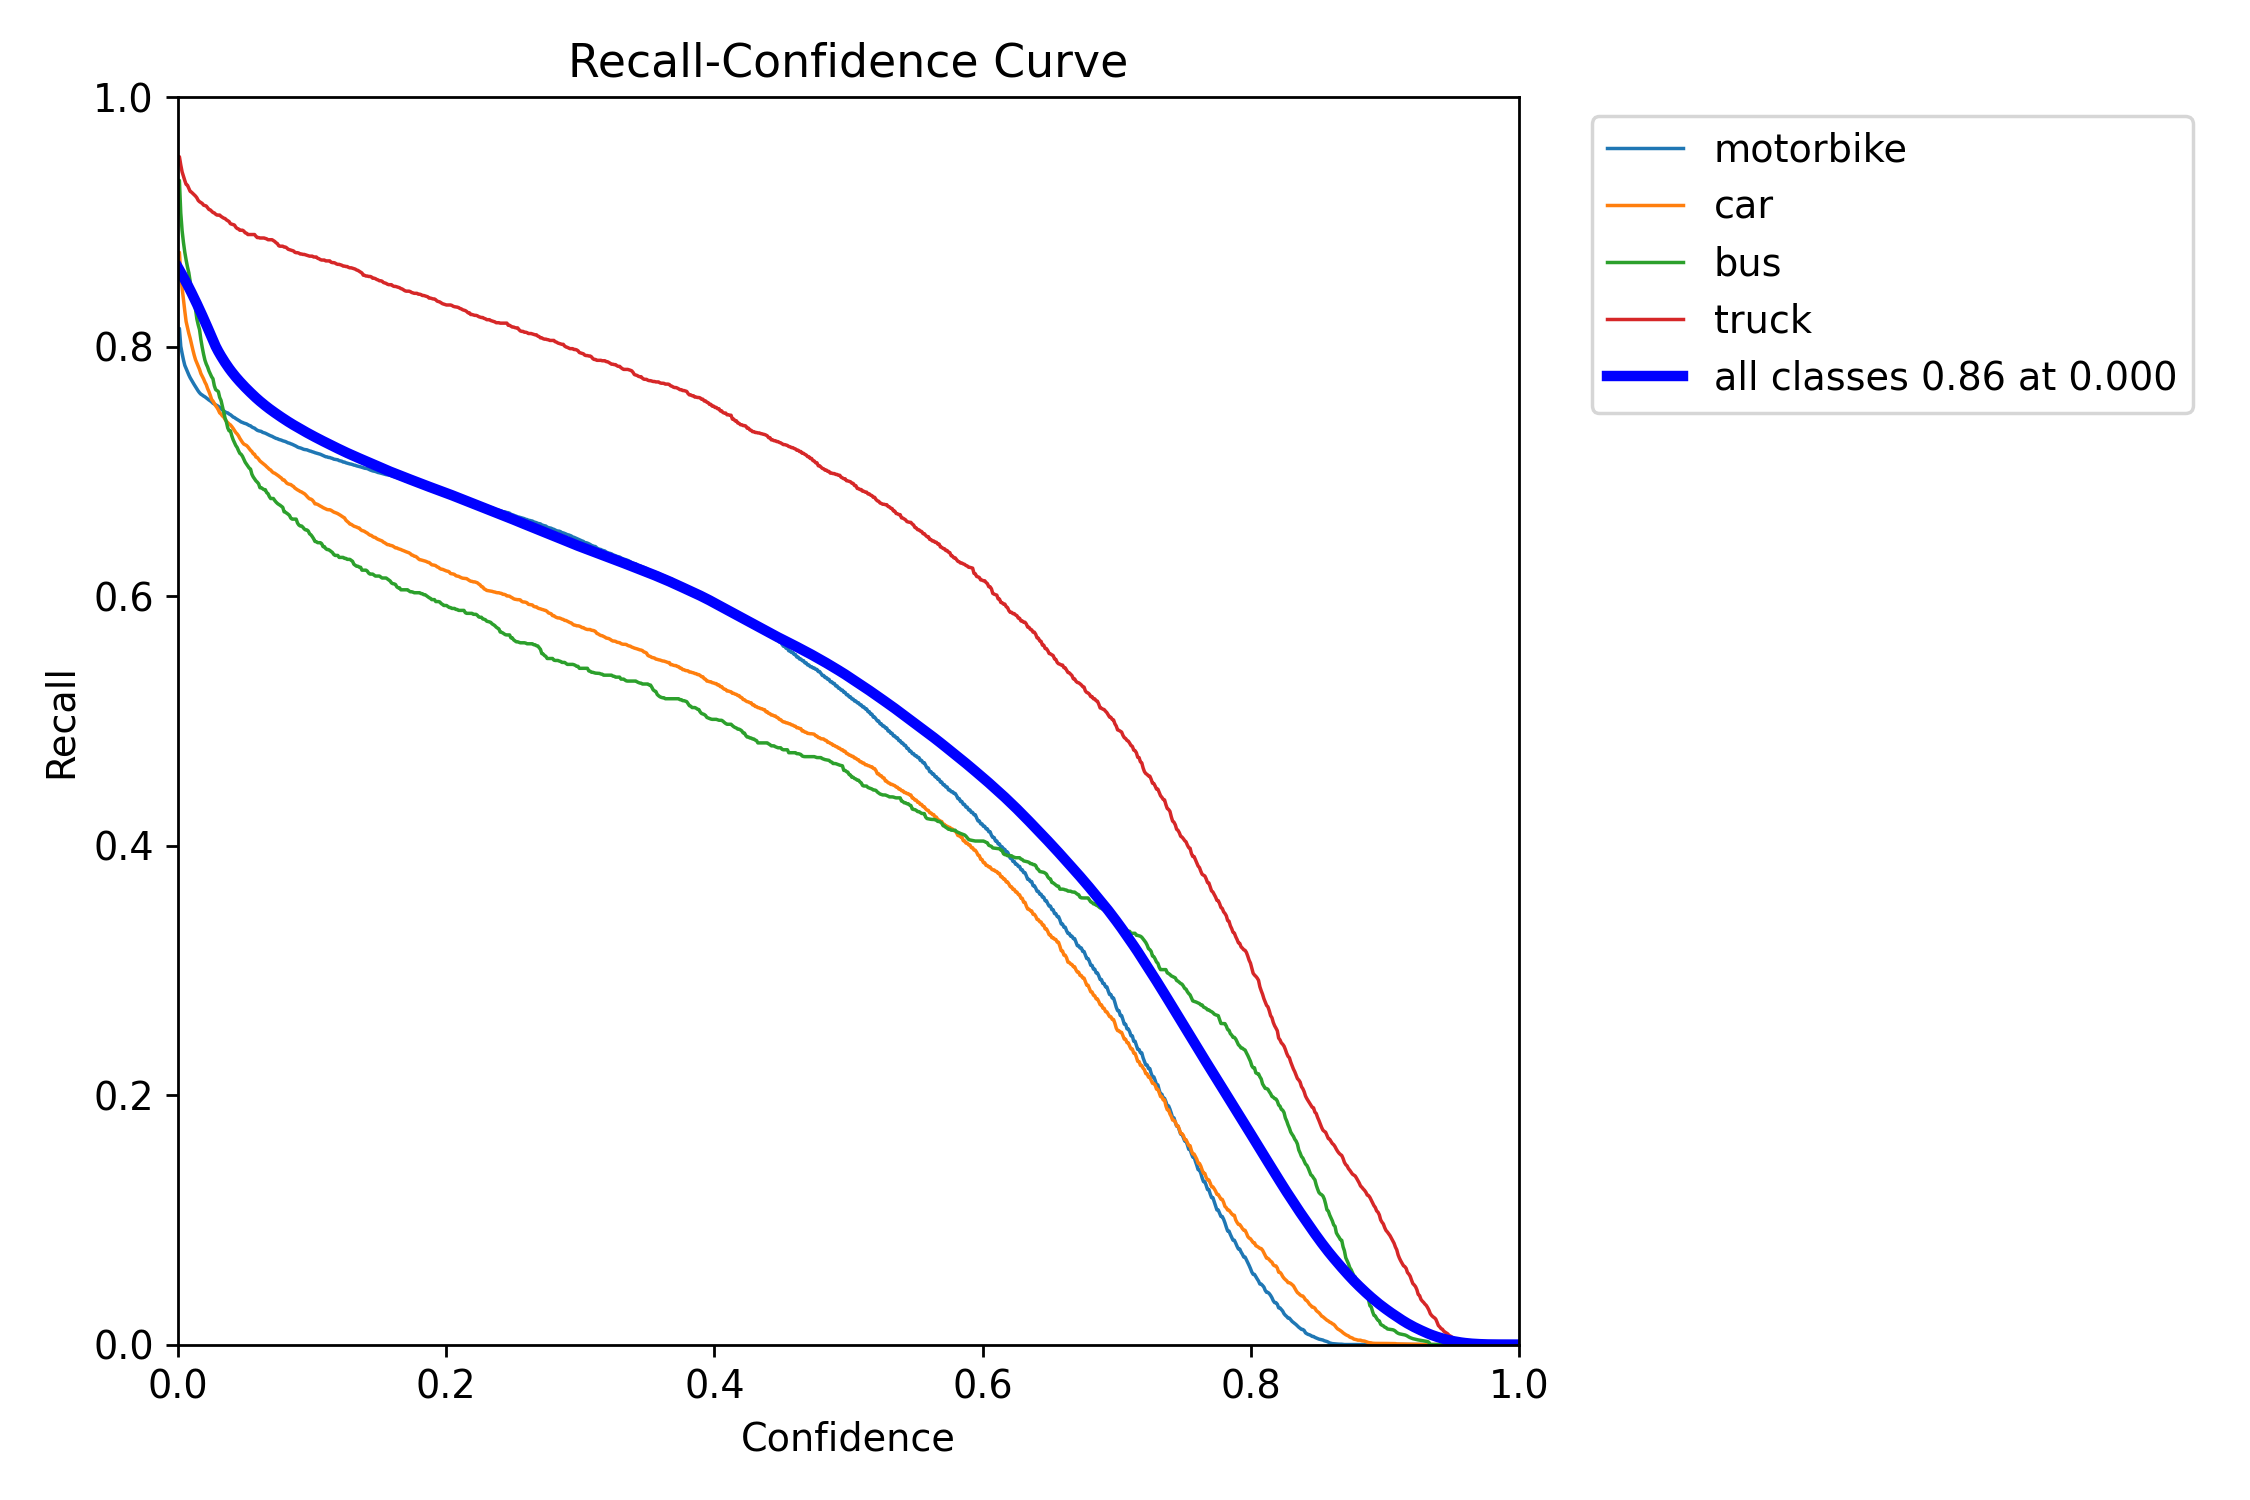 Recall-Confidence Curve
1.0
0.8
0.6
0.4
0.2
0.0
Recall
0.0 0.2 0.4 0.6 0.8 1.0
Confidence
motorbike
car
bus
truck
all classes 0.86 at 0.000